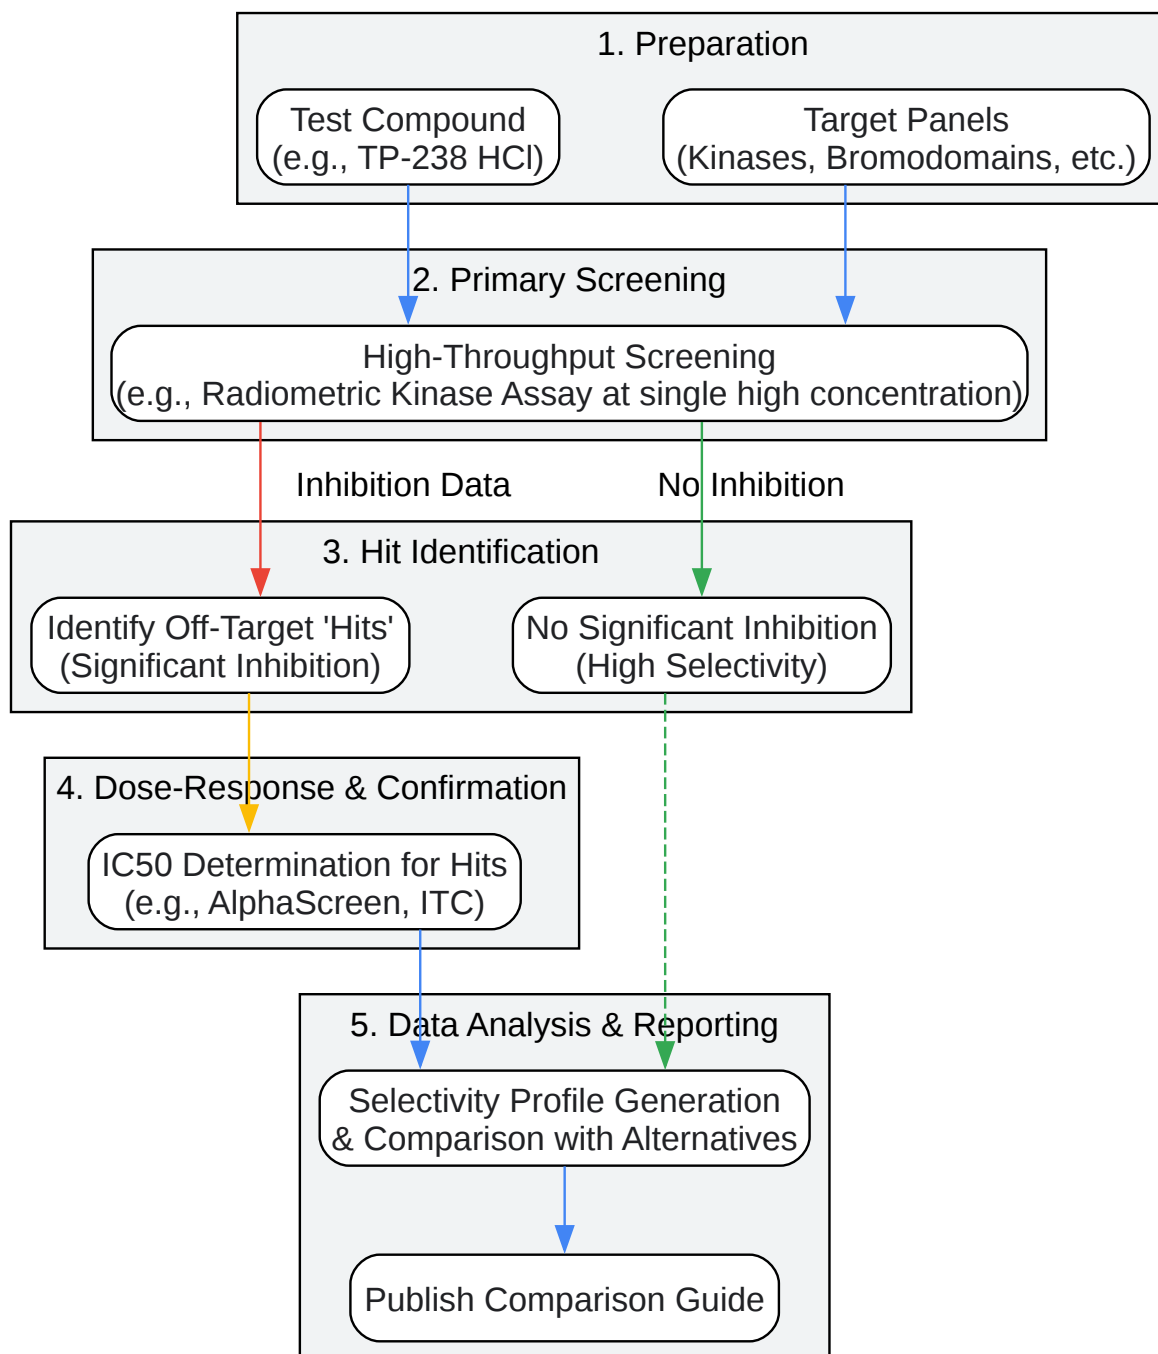 1. Preparation
Test Compound
(e.g., TP-238 HCl)
Target Panels
(Kinases, Bromodomains, etc.)
2. Primary Screening
High-Throughput Screening
(e.g., Radiometric Kinase Assay at single high concentration)
Inhibition Data
No Inhibition
3. Hit Identification
Identify Off-Target 'Hits'
(Significant Inhibition)
No Significant Inhibition
(High Selectivity)
4. Dose-Response & Confirmation
IC50 Determination for Hits
(e.g., AlphaScreen, ITC)
5. Data Analysis & Reporting
Selectivity Profile Generation
& Comparison with Alternatives
Publish Comparison Guide